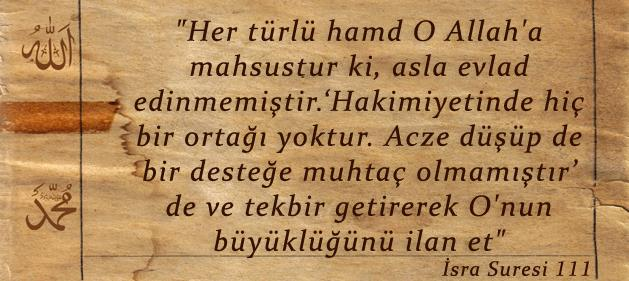 الله
محمد
"Her türlü hamd O Allah'a
mahsustur ki, asla evlad
edinmemiştir.‘Hakimiyetinde hiç
bir ortağı yoktur. Acze düşüp de
bir desteğe muhtaç olmamıştır’
de ve tekbir getirerek O'nun
büyüklüğünü ilan et"
İsra Suresi 111